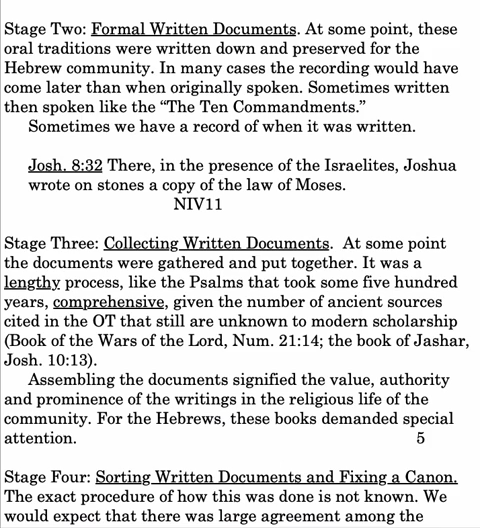 Stage Two: Formal Written Documents. At some point, these
oral traditions were written down and preserved for the
Hebrew community. In many cases the recording would have
come later than when originally spoken. Sometimes written
then spoken like the “The Ten Commandments.”
Sometimes we have a record of when it was written.
Josh. 8:32 There, in the presence of the Israelites, Joshua
wrote on stones a copy of the law of Moses.
NIV11
Stage Three: Collecting Written Documents. At some point
the documents were gathered and put together. It was a
lengthy process, like the Psalms that took some five hundred
years, comprehensive, given the number of ancient sources
cited in the OT that still are unknown to modern scholarship
(Book of the Wars of the Lord, Num. 21:14; the book of Jashar,
Josh. 10:13).
Assembling the documents signified the value, authority
and prominence of the writings in the religious life of the
community. For the Hebrews, these books demanded special
attention. 5
Stage Four: Sorting Written Documents and Fixing a Canon.
The exact procedure of how this was done is not known. We
would expect that there was large agreement among the